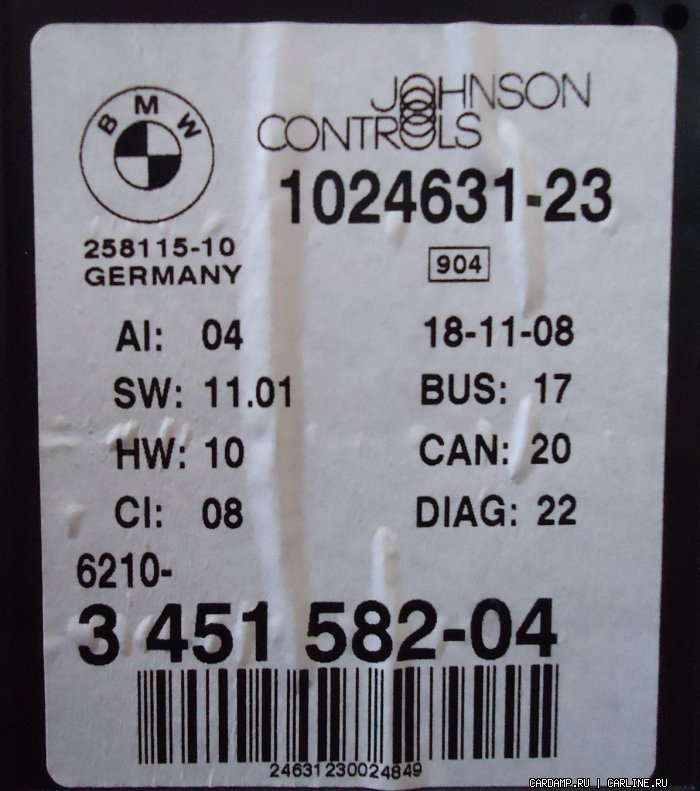 BMW
JOHNSON
CONTROLS
1024631-23
258115-10
GERMANY
904
AI: 04
18-11-08
SW: 11.01
BUS: 17
HW: 10
CAN: 20
CI: 08
DIAG: 22
6210-
3 451 582-04
24631230024849
CARDAMP.RU | CARLINE.RU